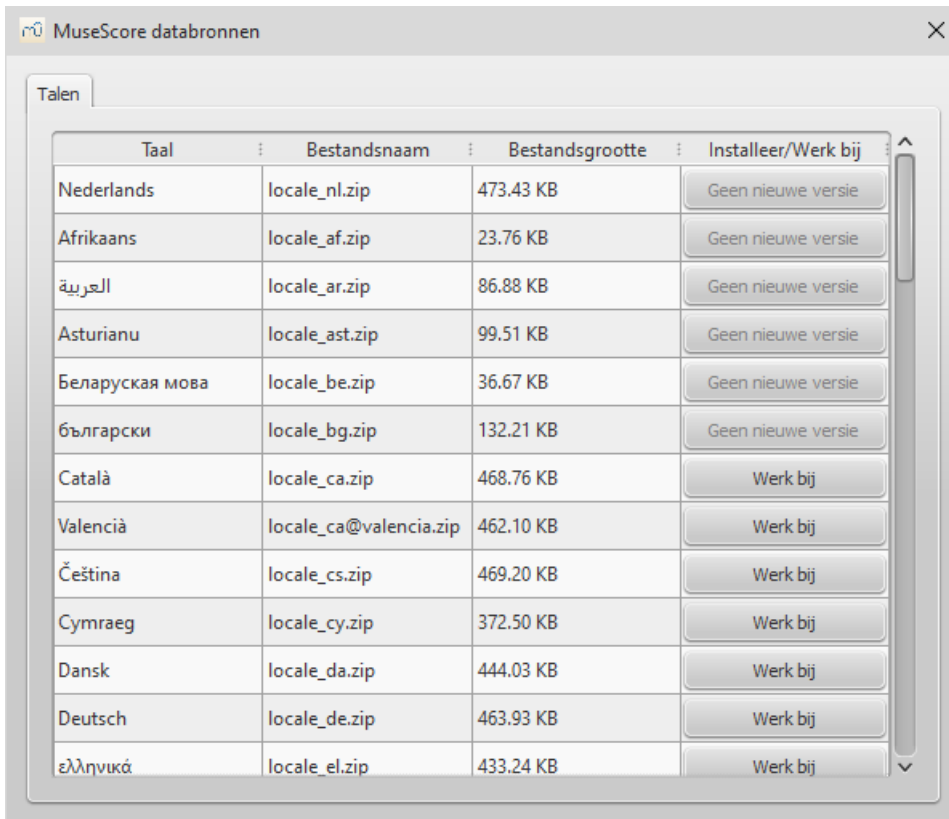 MuseScore databronnen
Talen
Taal Bestandsnaam Bestandsgrootte Installeer/Werk bij
Nederlands locale_nl.zip 473.43 KB Geen nieuwe versie
Afrikaans locale_af.zip 23.76 KB Geen nieuwe versie
العربية locale_ar.zip 86.88 KB Geen nieuwe versie
Asturianu locale_ast.zip 99.51 KB Geen nieuwe versie
Беларуская мова locale_be.zip 36.67 KB Geen nieuwe versie
български locale_bg.zip 132.21 KB Geen nieuwe versie
Català locale_ca.zip 468.76 KB Werk bij
Valencià locale_ca@valencia.zip 462.10 KB Werk bij
Čeština locale_cs.zip 469.20 KB Werk bij
Cymraeg locale_cy.zip 372.50 KB Werk bij
Dansk locale_da.zip 444.03 KB Werk bij
Deutsch locale_de.zip 463.93 KB Werk bij
ελληνικά locale_el.zip 433.24 KB Werk bij